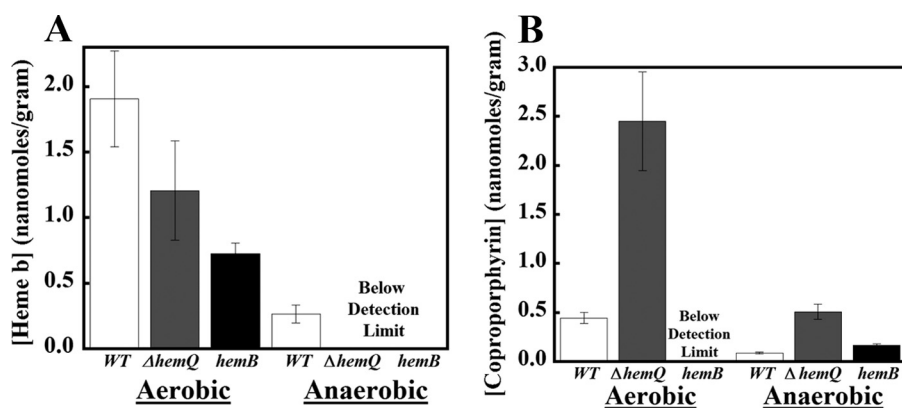 A
[Heme b] (nanomoles/gram)
2.0
1.5
1.0
0.5
0.0
Below
Detection
Limit
WT ΔhemQ hemB WT ΔhemQ hemB
Aerobic Anaerobic
B
[Coproporphyrin] (nanomoles/gram)
3.0
2.5
2.0
1.5
1.0
0.5
0.0
Below
Detection
Limit
WT ΔhemQ hemB WT Δ hemQ hemB
Aerobic Anaerobic